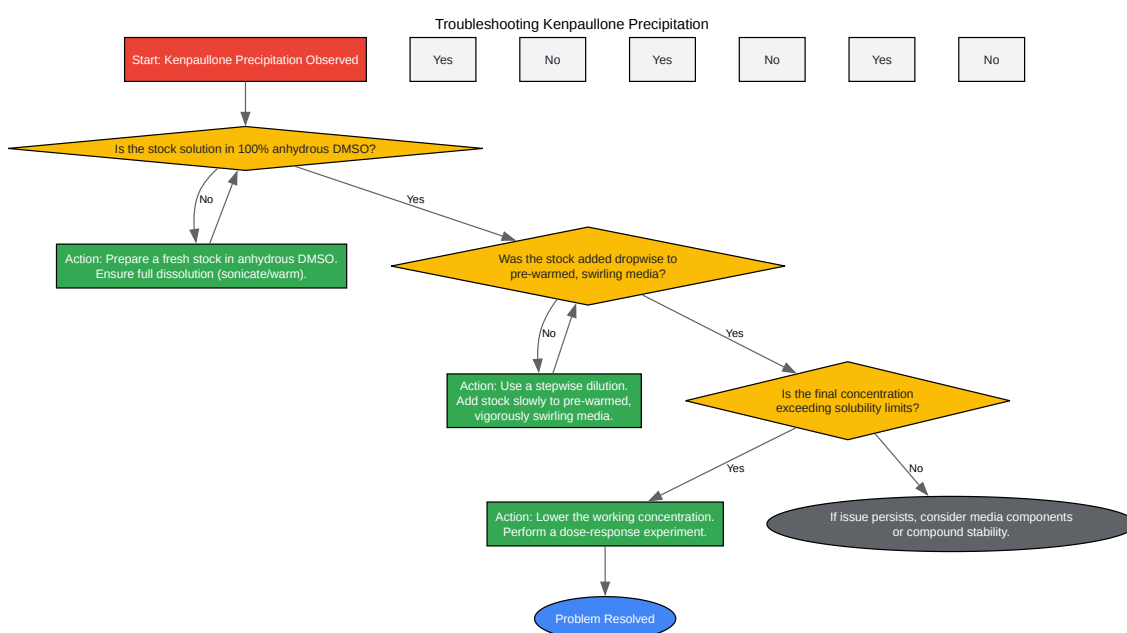 Troubleshooting Kenpaullone Precipitation
Start: Kenpaullone Precipitation Observed
Yes
No
Yes
No
Yes
No
Is the stock solution in 100% anhydrous DMSO?
No
Yes
Action: Prepare a fresh stock in anhydrous DMSO.
Ensure full dissolution (sonicate/warm).
Was the stock added dropwise to
pre-warmed, swirling media?
No
Yes
Action: Use a stepwise dilution.
Add stock slowly to pre-warmed,
vigorously swirling media.
Is the final concentration
exceeding solubility limits?
Yes
No
Action: Lower the working concentration.
Perform a dose-response experiment.
If issue persists, consider media components
or compound stability.
Problem Resolved